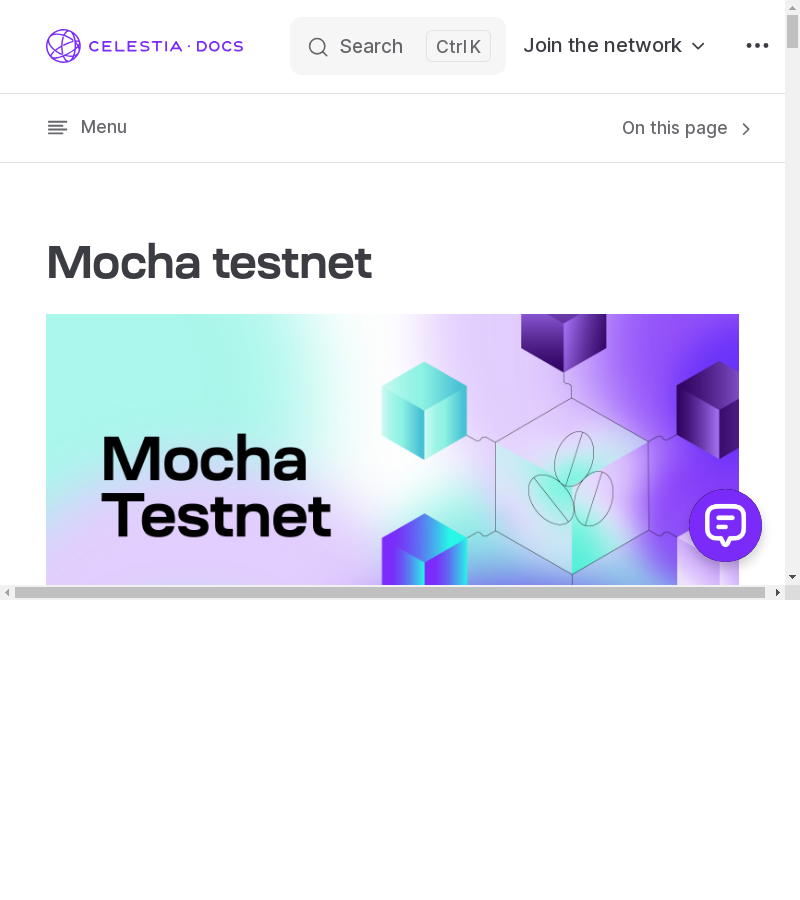 CELESTIA · DOCS
Search Ctrl K
Join the network
Menu
On this page
Mocha testnet
Mocha
Testnet